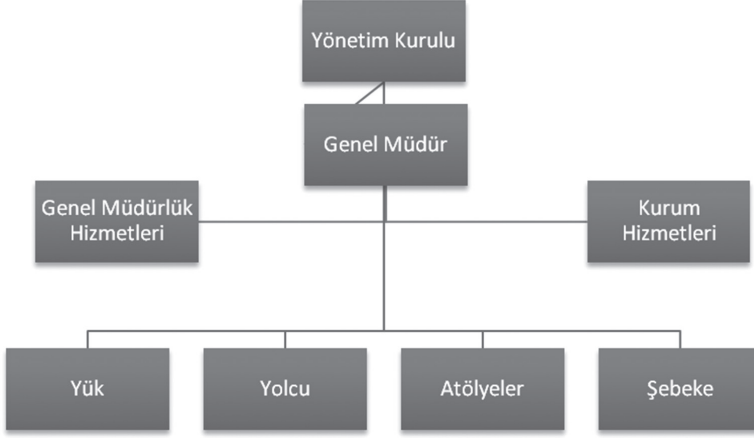 Yönetim Kurulu
Genel Müdür
Genel Müdürlük
Hizmetleri
Kurum
Hizmetleri
Yük
Yolcu
Atölyeler
Şebeke